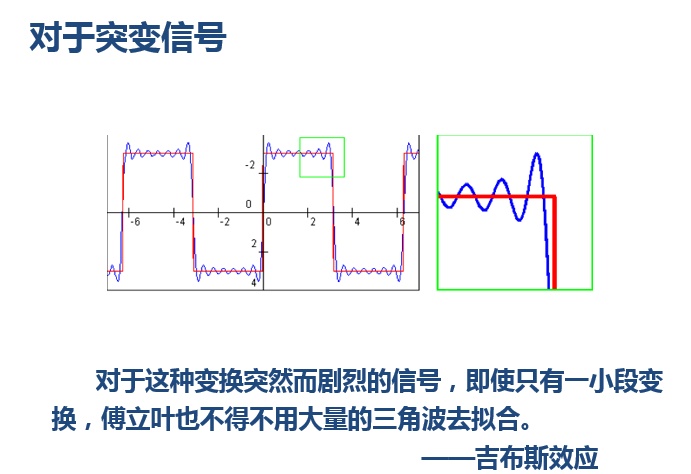 对于突变信号
-2
0
-6 -4 -2 0 2 4 6
2
4
对于这种变换突然而剧烈的信号，即使只有一小段变
换，傅立叶也不得不用大量的三角波去拟合。
——吉布斯效应